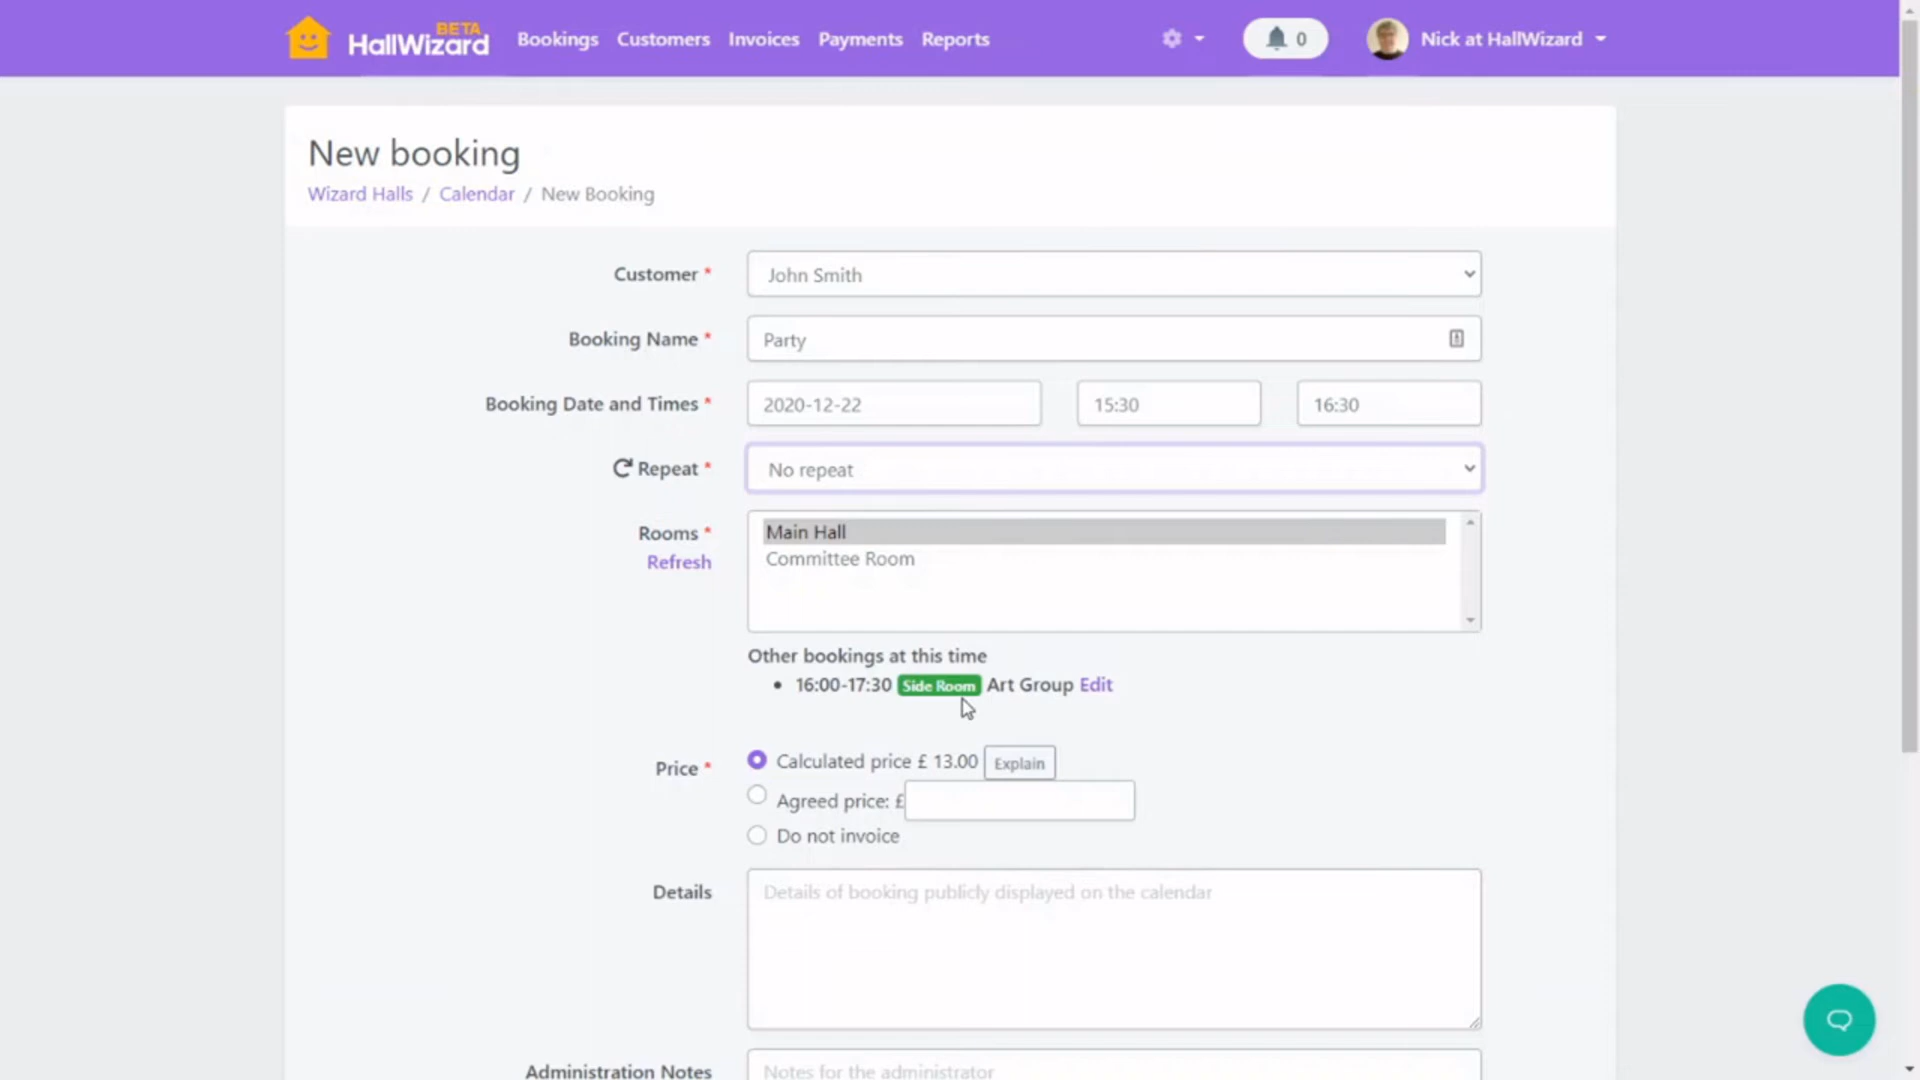 BETA
HallWizard Bookings Customers Invoices Payments Reports 0 Nick at HallWizard
New booking
Wizard Halls / Calendar / New Booking
Customer * John Smith
Booking Name * Party
Booking Date and Times * 2020-12-22 15:30 16:30
Repeat * No repeat
Rooms * Main Hall
Refresh Committee Room
Other bookings at this time
• 16:00-17:30 Side Room Art Group Edit
Price * Calculated price £ 13.00 Explain
Agreed price: £
Do not invoice
Details Details of booking publicly displayed on the calendar
Administration Notes Notes for the administrator